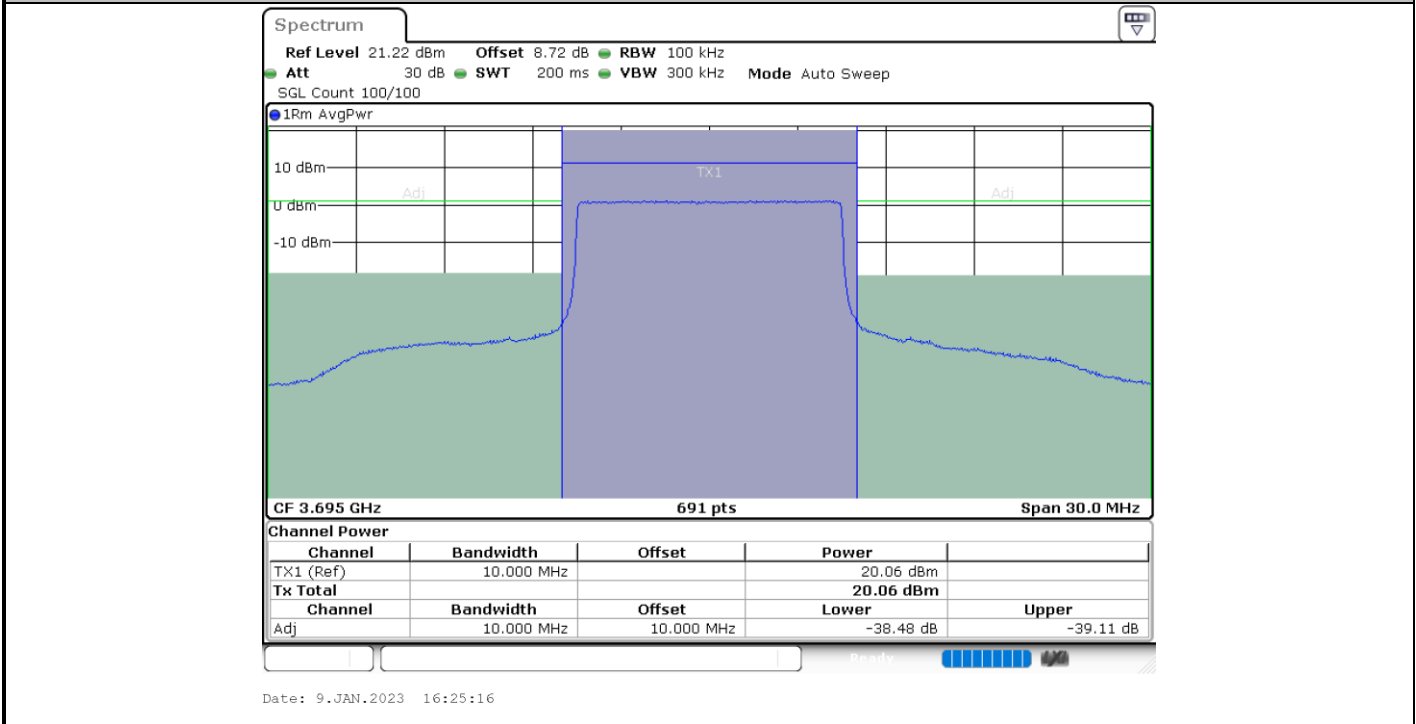 Spectrum
Ref Level 21.22 dBm Offset 8.72 dB RBW 100 kHz
Att 30 dB SWT 200 ms VBW 300 kHz Mode Auto Sweep
SGL Count 100/100
1Rm AvgPwr
10 dBm
TX1
Adj Adj
0 dBm
-10 dBm
CF 3.695 GHz 691 pts Span 30.0 MHz
Channel Power
Channel Bandwidth Offset Power
TX1 (Ref) 10.000 MHz 20.06 dBm
Tx Total 20.06 dBm
Channel Bandwidth Offset Lower Upper
Adj 10.000 MHz 10.000 MHz -38.48 dB -39.11 dB
Ready
Date: 9.JAN.2023 16:25:16